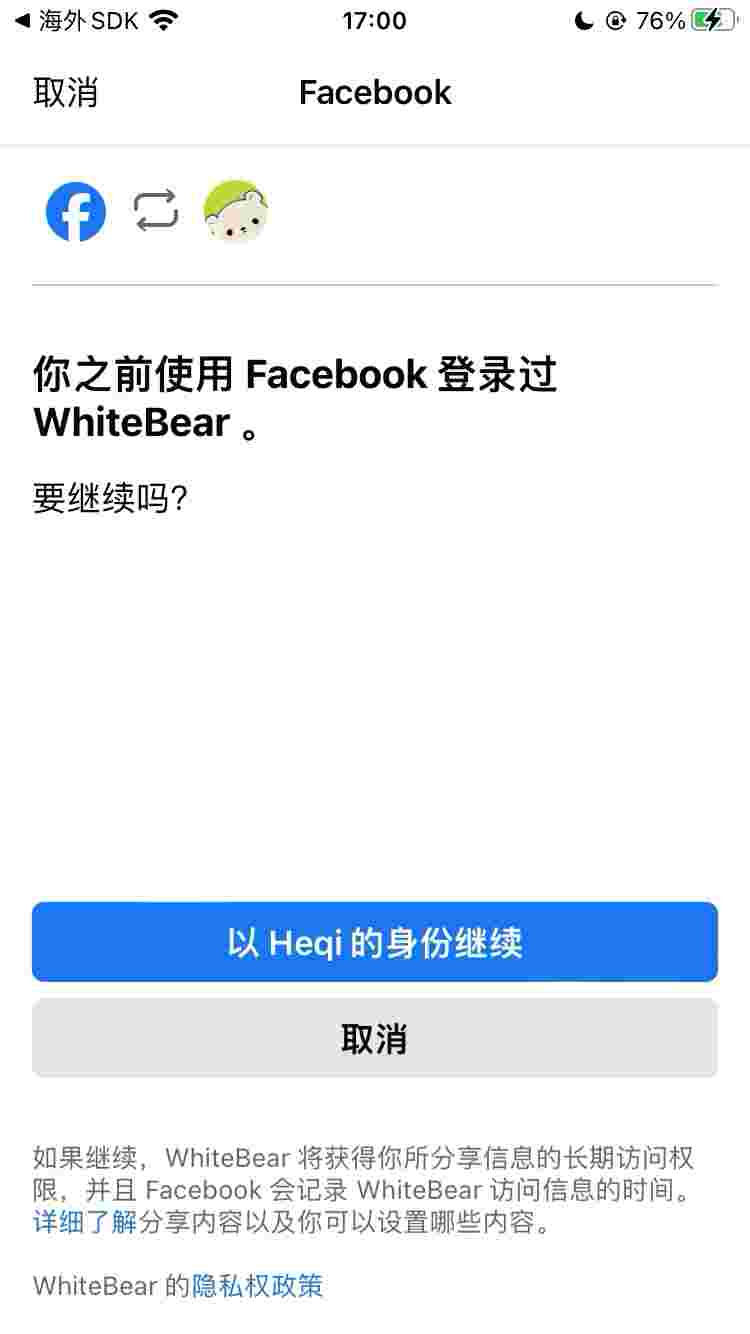 海外SDK 17:00 76%
取消 Facebook
你之前使用 Facebook 登录过
WhiteBear 。
要继续吗?
以 Heqi 的身份继续
取消
如果继续，WhiteBear 将获得你所分享信息的长期访问权
限，并且 Facebook 会记录 WhiteBear 访问信息的时间。
详细了解分享内容以及你可以设置哪些内容。
WhiteBear 的隐私权政策